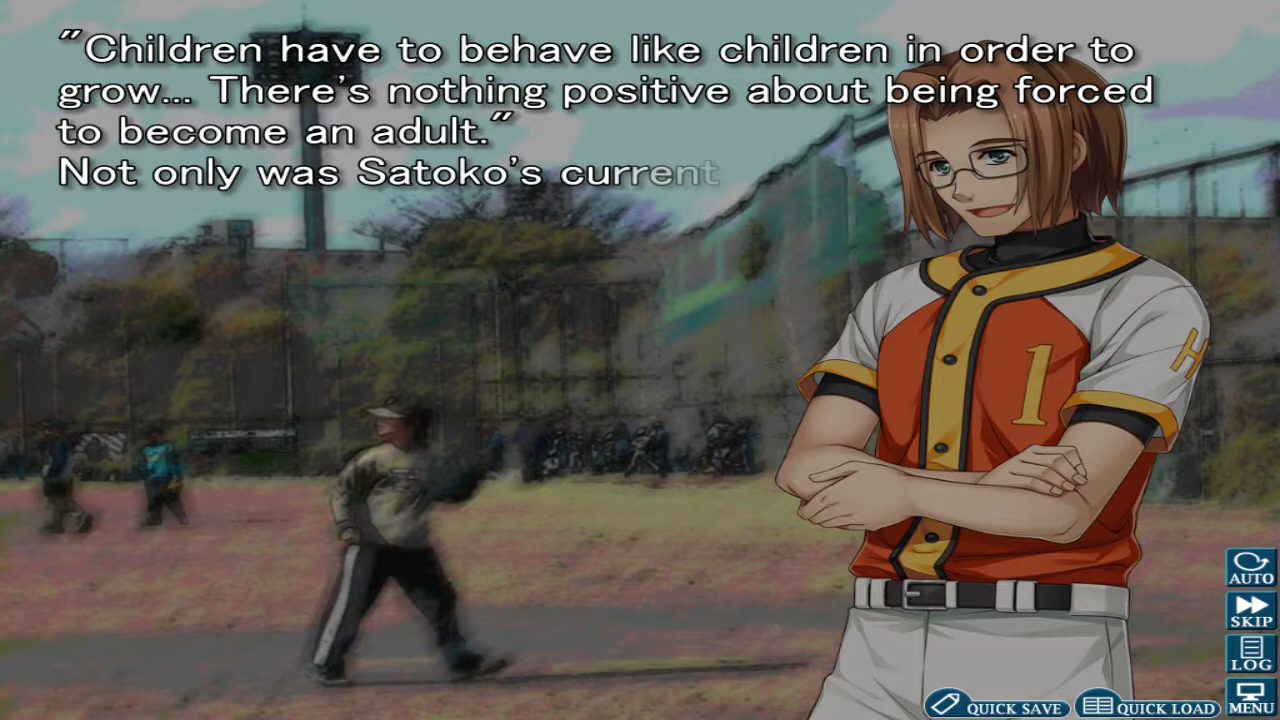 "Children have to behave like children in order to
grow... There's nothing positive about being forced
to become an adult."
Not only was Satoko's current
1
H
AUTO
SKIP
LOG
MENU
QUICK SAVE
QUICK LOAD